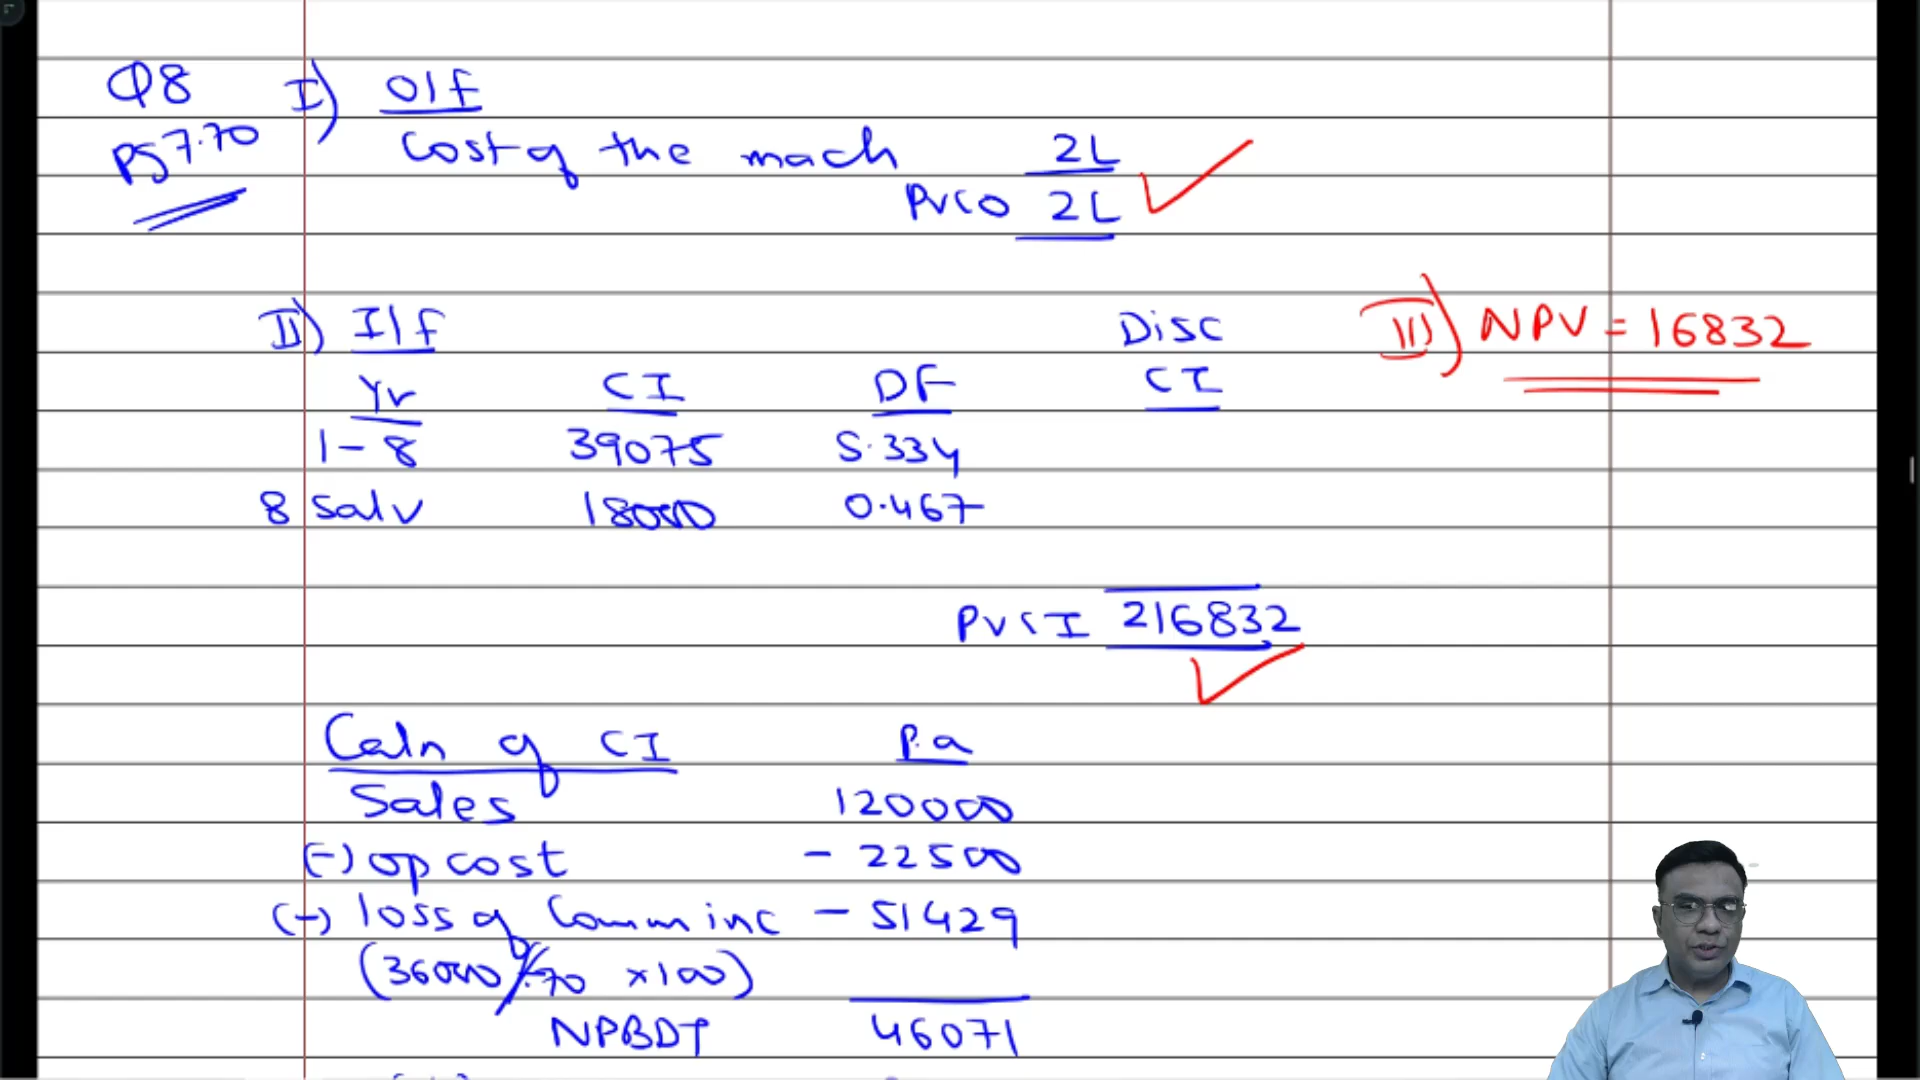 Q8 I) O/F
Pg 7.70 Cost of the mach 2L
PVCO 2L
II) I/F Disc III) NPV = 16832
Yr CI DF CI
1-8 39075 5.334
8 Salv 18000 0.467
PVCI 216832
Caln of CI P.a
Sales 120000
(-) op cost - 22500
(-) loss of Comm inc - 51429
(36000/.70 x100)
NPBDT 46071